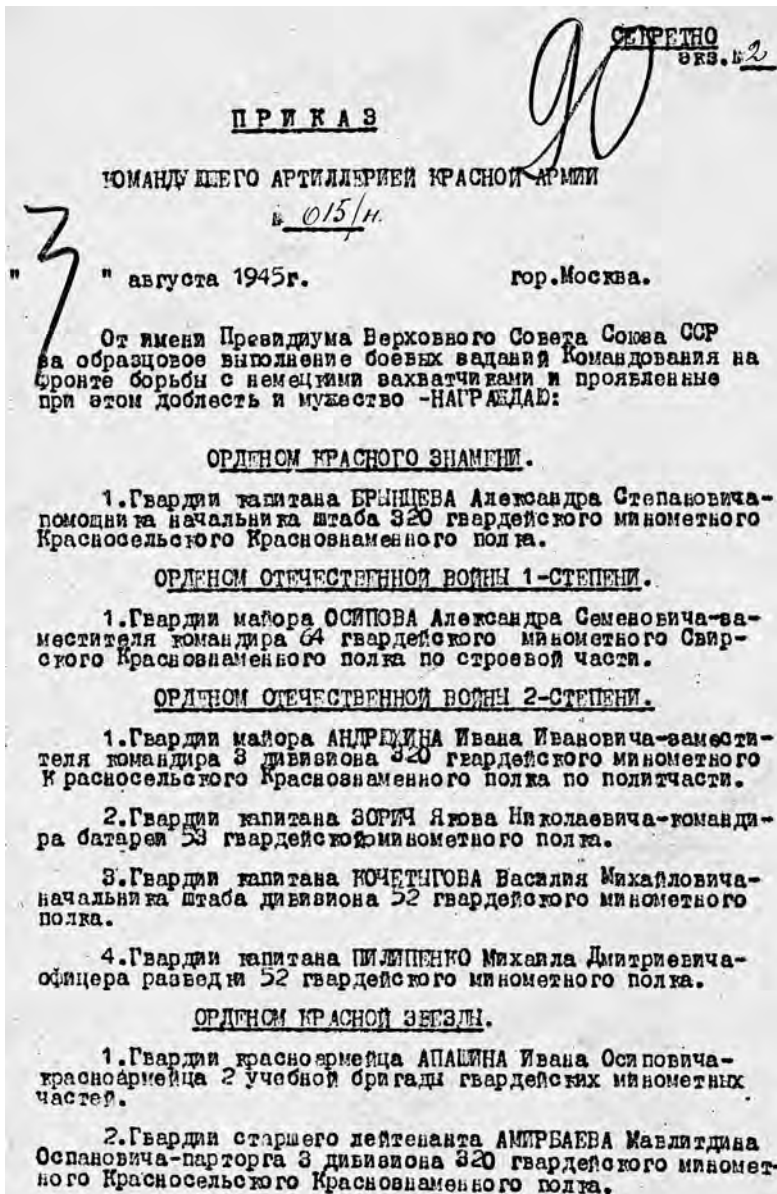 СЕКРЕТНО
экз.№ 2
90
ПРИКАЗ
КОМАНДУЮЩЕГО АРТИЛЛЕРИЕЙ КРАСНОЙ АРМИИ
№ 015/н.
" 3 " августа 1945г. гор.Москва.
От имени Президиума Верховного Совета Союза ССР
за образцовое выполнение боевых заданий Командования на
фронте борьбы с немецкими захватчиками и проявленные
при этом доблесть и мужество -НАГРАЖДАЮ:
ОРДЕНОМ КРАСНОГО ЗНАМЕНИ.
1.Гвардии капитана БРЫНЦЕВА Александра Степановича-
помощника начальника штаба 320 гвардейского минометного
Красносельского Краснознаменного полка.
ОРДЕНОМ ОТЕЧЕСТВЕННОЙ ВОЙНЫ 1-СТЕПЕНИ.
1.Гвардии майора ОСИПОВА Александра Семеновича-за-
местителя командира 64 гвардейского минометного Свир-
ского Краснознаменного полка по строевой части.
ОРДЕНОМ ОТЕЧЕСТВЕННОЙ ВОЙНЫ 2-СТЕПЕНИ.
1.Гвардии майора Ивана Ивановича-замести-
теля командира 3 дивизиона 320 гвардейского минометного
Красносельского Краснознаменного полка по политчасти.
2.Гвардии капитана ЗОРИЧ Якова Николаевича-команди-
ра батареи 53 гвардейского минометного полка.
3.Гвардии капитана Василия Михайловича-
начальника штаба дивизиона 52 гвардейского минометного
полка.
4.Гвардии капитана ПИЛИПЕНКО Михаила Дмитриевича-
офицера разведки 52 гвардейского минометного полка.
ОРДЕНОМ КРАСНОЙ ЗВЕЗДЫ.
1.Гвардии красноармейца АПАШИНА Ивана Осиповича-
красноармейца 2 учебной бригады гвардейских минометных
частей.
2.Гвардии старшего лейтенанта АМИРБАЕВА Мавлитдина
Оспановича-парторга 3 дивизиона 320 гвардейского миномет-
ного Красносельского Краснознаменного полка.